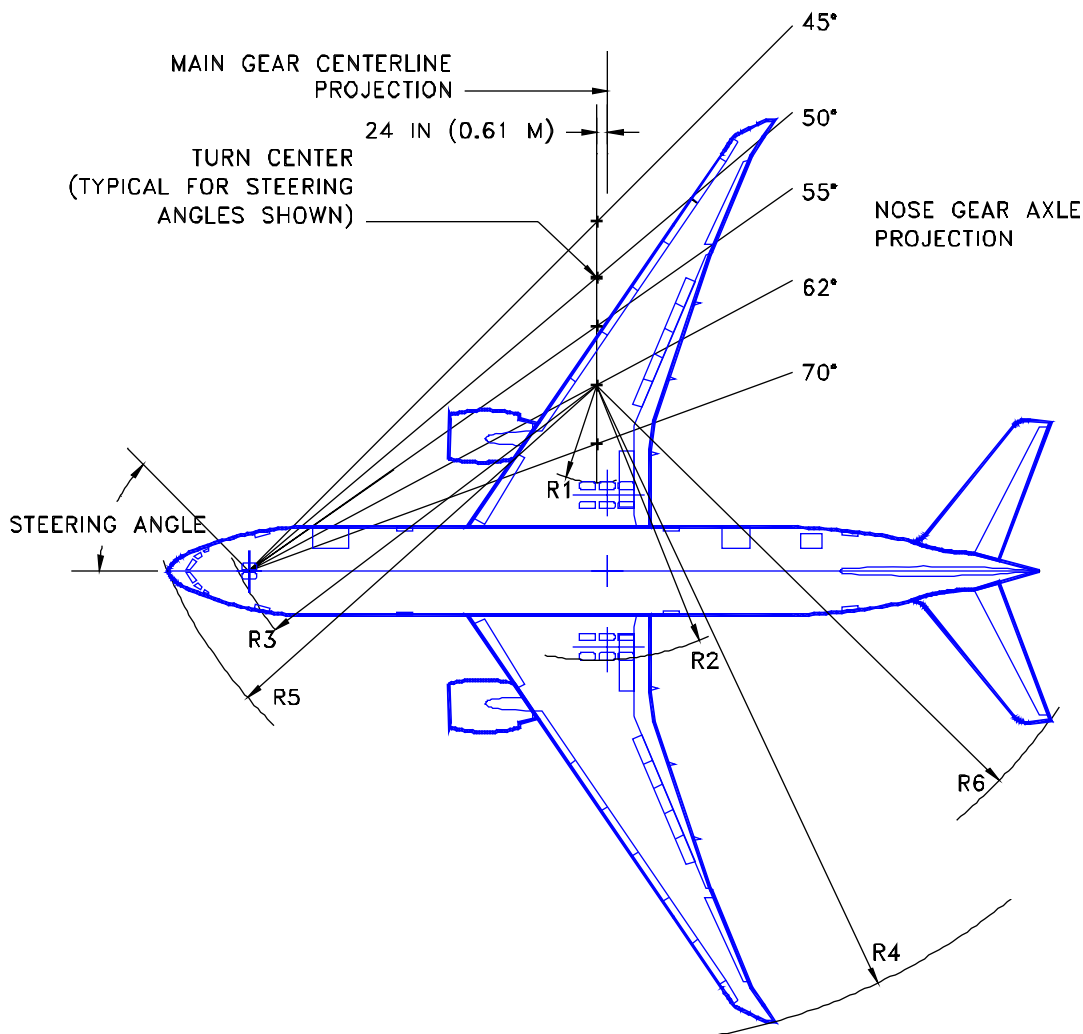 45°
MAIN GEAR CENTERLINE
PROJECTION
50°
24 IN (0.61 M)
TURN CENTER
(TYPICAL FOR STEERING
ANGLES SHOWN)
55°
NOSE GEAR AXLE
PROJECTION
62°
70°
R1
STEERING ANGLE
R3
R2
R5
R6
R4